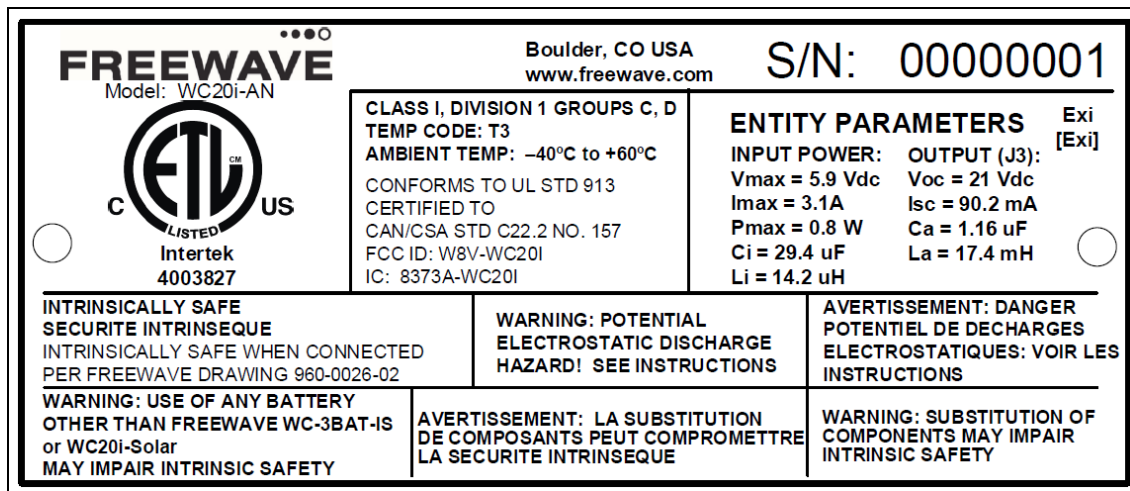 FREEWAVE
Model: WC20i-AN
C ETL CM US
LISTED
Intertek
4003827
Boulder, CO USA
www.freewave.com
S/N: 00000001
CLASS I, DIVISION 1 GROUPS C, D
TEMP CODE: T3
AMBIENT TEMP: –40ºC to +60ºC
CONFORMS TO UL STD 913
CERTIFIED TO
CAN/CSA STD C22.2 NO. 157
FCC ID: W8V-WC20I
IC: 8373A-WC20I
ENTITY PARAMETERS
Exi
[Exi]
INPUT POWER:
Vmax = 5.9 Vdc
Imax = 3.1A
Pmax = 0.8 W
Ci = 29.4 uF
Li = 14.2 uH
OUTPUT (J3):
Voc = 21 Vdc
Isc = 90.2 mA
Ca = 1.16 uF
La = 17.4 mH
INTRINSICALLY SAFE
SECURITE INTRINSEQUE
INTRINSICALLY SAFE WHEN CONNECTED
PER FREEWAVE DRAWING 960-0026-02
WARNING: POTENTIAL
ELECTROSTATIC DISCHARGE
HAZARD! SEE INSTRUCTIONS
AVERTISSEMENT: DANGER
POTENTIEL DE DECHARGES
ELECTROSTATIQUES: VOIR LES
INSTRUCTIONS
WARNING: USE OF ANY BATTERY
OTHER THAN FREEWAVE WC-3BAT-IS
or WC20i-Solar
MAY IMPAIR INTRINSIC SAFETY
AVERTISSEMENT: LA SUBSTITUTION
DE COMPOSANTS PEUT COMPROMETTRE
LA SECURITE INTRINSEQUE
WARNING: SUBSTITUTION OF
COMPONENTS MAY IMPAIR
INTRINSIC SAFETY